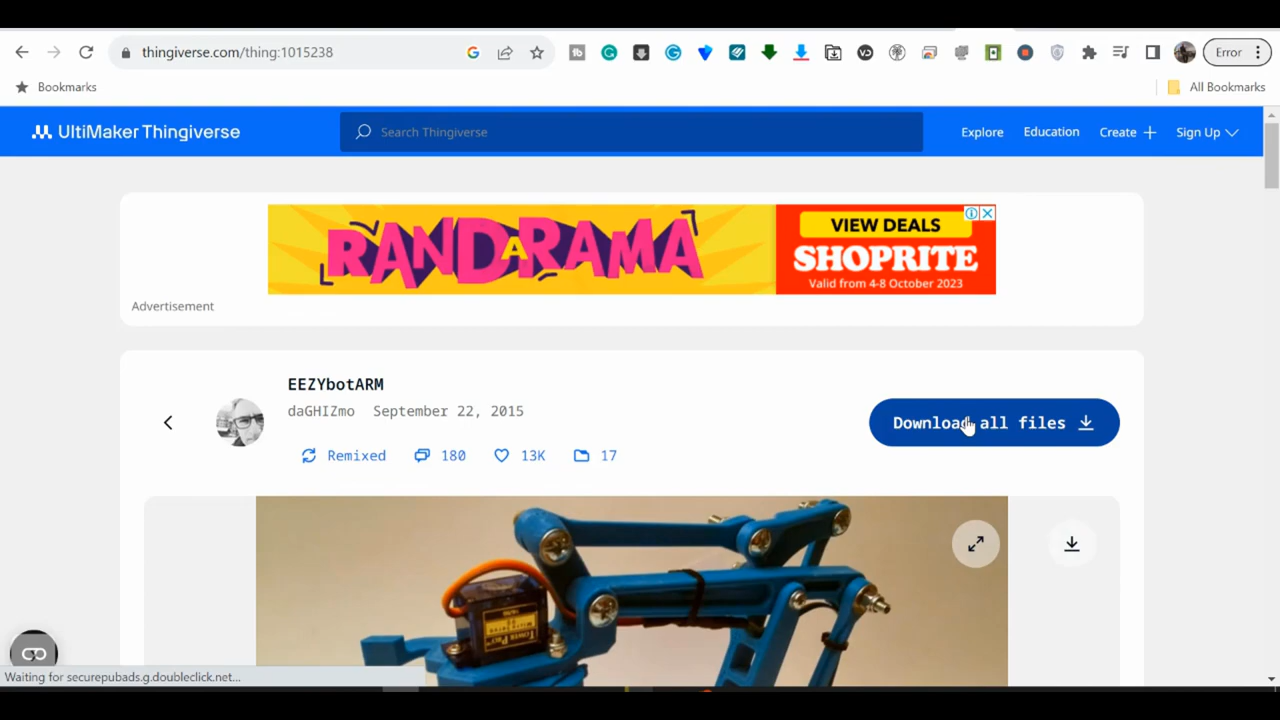 thingiverse.com/thing:1015238
Error
Bookmarks
All Bookmarks
UltiMaker Thingiverse
Search Thingiverse
Explore
Education
Create
Sign Up
RAND A RAMA
VIEW DEALS
SHOPRITE
Valid from 4-8 October 2023
Advertisement
EEZYbotARM
daGHIZmo September 22, 2015
Download all files
Remixed 180 13K 17
Waiting for securepubads.g.doubleclick.net...